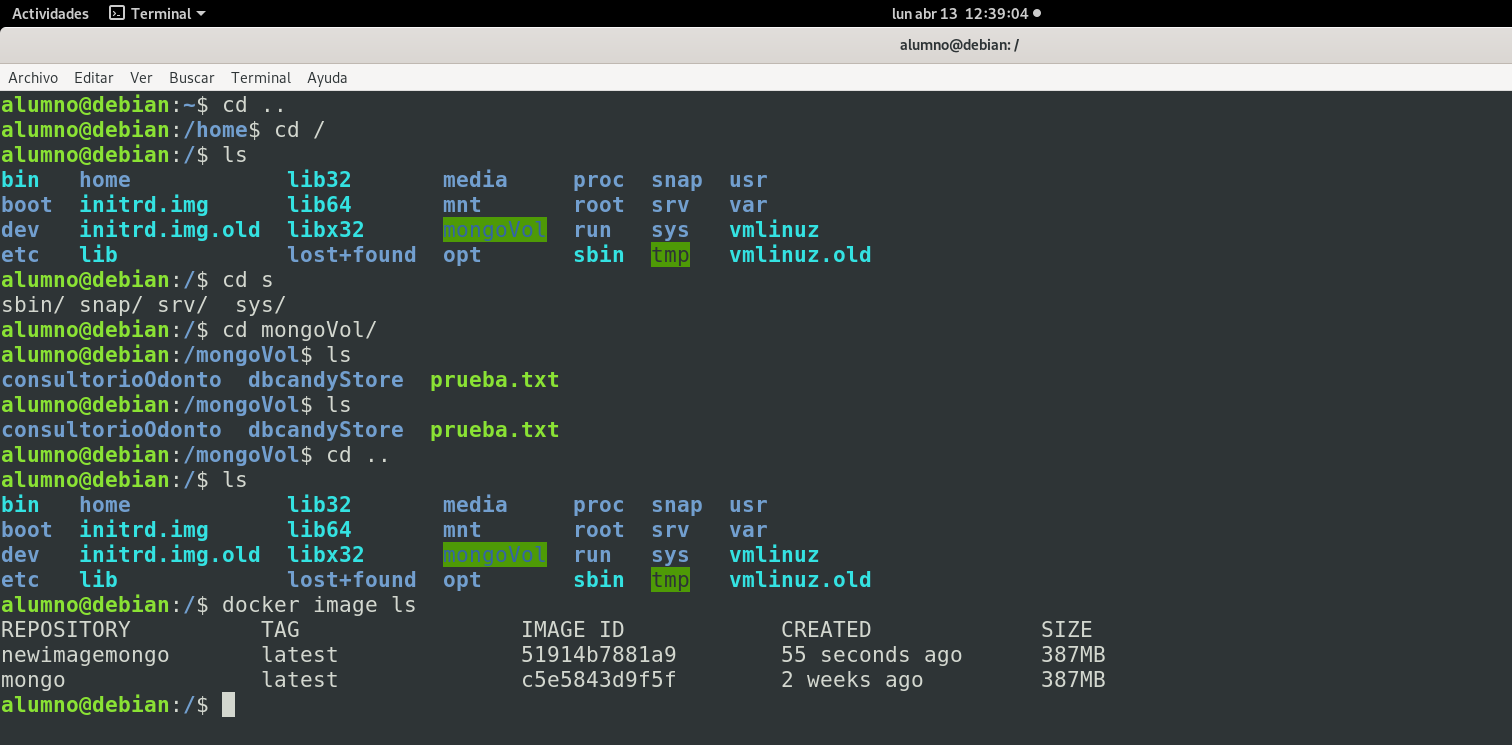 Actividades Terminal lun abr 13 12:39:04
alumno@debian: /
Archivo Editar Ver Buscar Terminal Ayuda
alumno@debian:~$ cd ..
alumno@debian:/home$ cd /
alumno@debian:/$ ls
bin home lib32 media proc snap usr
boot initrd.img lib64 mnt root srv var
dev initrd.img.old libx32 mongoVol run sys vmlinuz
etc lib lost+found opt sbin tmp vmlinuz.old
alumno@debian:/$ cd s
sbin/ snap/ srv/ sys/
alumno@debian:/$ cd mongoVol/
alumno@debian:/mongoVol$ ls
consultorioOdonto dbcandyStore prueba.txt
alumno@debian:/mongoVol$ ls
consultorioOdonto dbcandyStore prueba.txt
alumno@debian:/mongoVol$ cd ..
alumno@debian:/$ ls
bin home lib32 media proc snap usr
boot initrd.img lib64 mnt root srv var
dev initrd.img.old libx32 mongoVol run sys vmlinuz
etc lib lost+found opt sbin tmp vmlinuz.old
alumno@debian:/$ docker image ls
REPOSITORY TAG IMAGE ID CREATED SIZE
newimagemongo latest 51914b7881a9 55 seconds ago 387MB
mongo latest c5e5843d9f5f 2 weeks ago 387MB
alumno@debian:/$